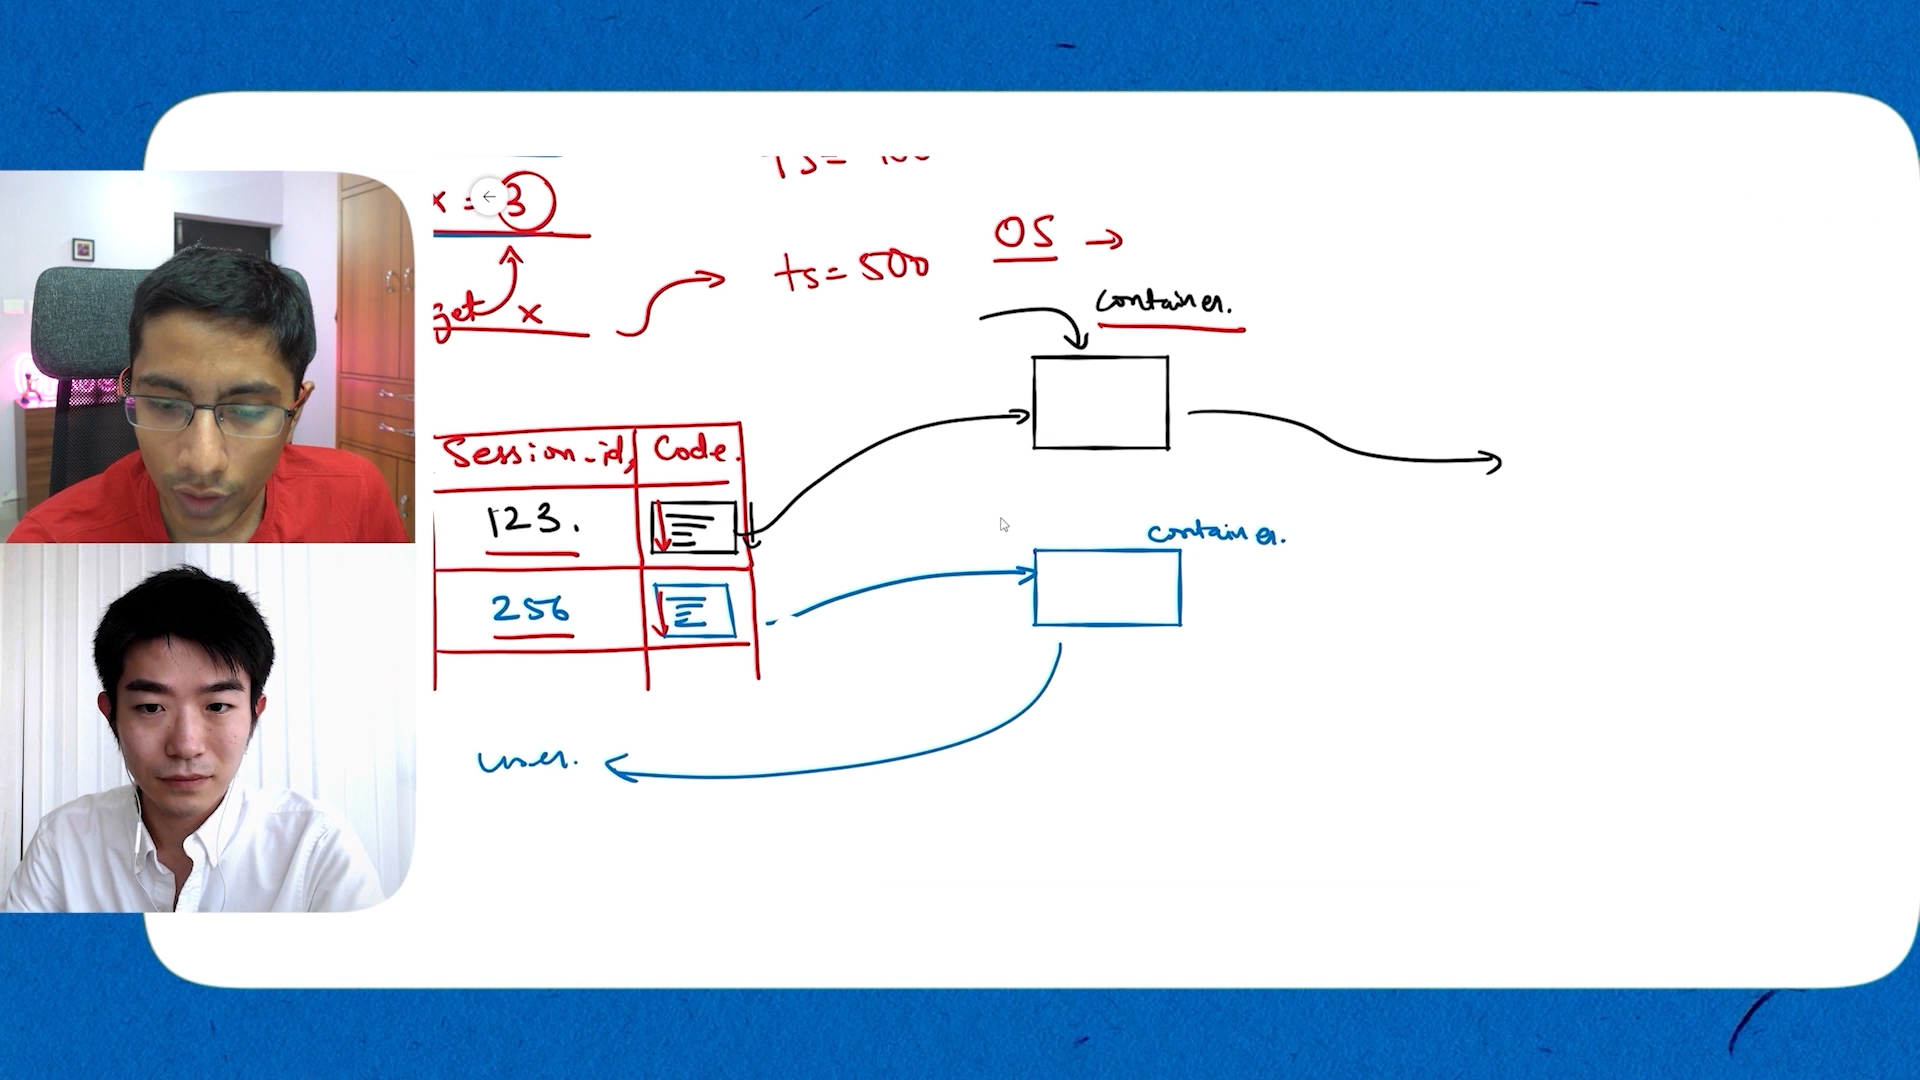 x = 3
ts = 500
OS →
get x
container.
Session_id, Code.
123.
container.
256
user.